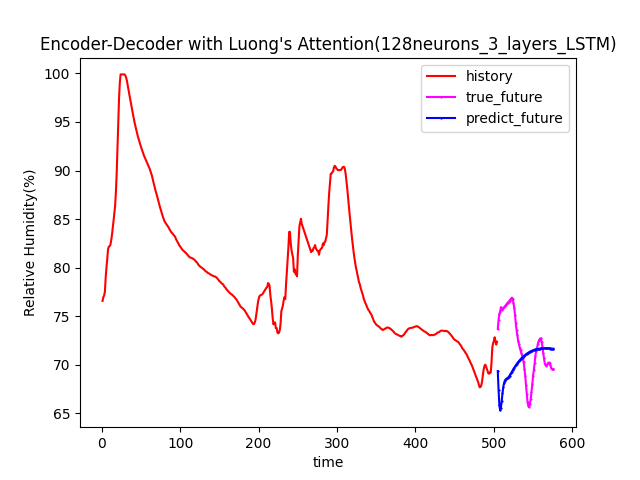 Encoder-Decoder with Luong's Attention(128neurons_3_layers_LSTM)
history
true_future
predict_future
Relative Humidity(%)
100
95
90
85
80
75
70
65
0 100 200 300 400 500 600
time